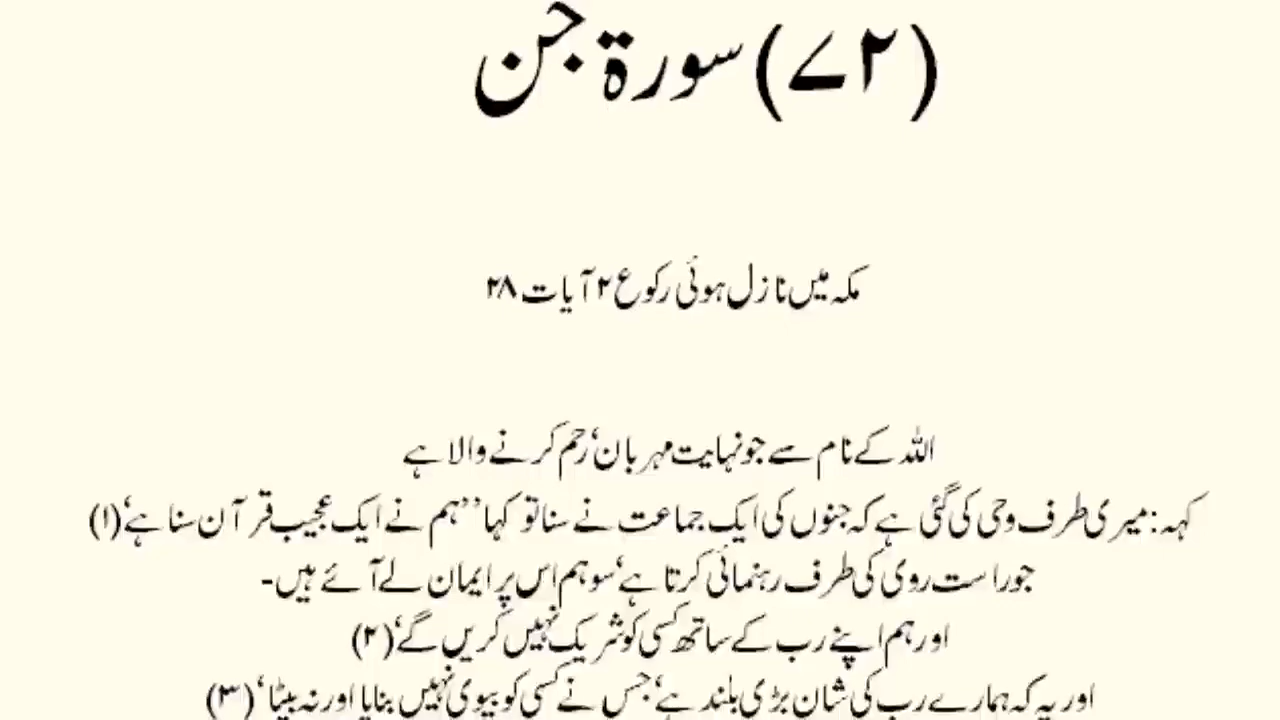 (۷۲) سورۃ جن
مکہ میں نازل ہوئی رکوع ۲ آیات ۲۸
اللہ کے نام سے جو نہایت مہربان‘ رحم کرنے والا ہے
کہہ: میری طرف وحی کی گئی ہے کہ جنوں کی ایک جماعت نے سنا تو کہا ’’ہم نے ایک عجیب قرآن سنا ہے‘ (۱)
جو راست روی کی طرف رہنمائی کرتا ہے‘ سو ہم اس پر ایمان لے آئے ہیں-
اور ہم اپنے رب کے ساتھ کسی کو شریک نہیں کریں گے‘ (۲)
اور یہ کہ ہمارے رب کی شان بڑی بلند ہے‘ جس نے کسی کو بیوی نہیں بنایا اور نہ بیٹا‘ (۳)